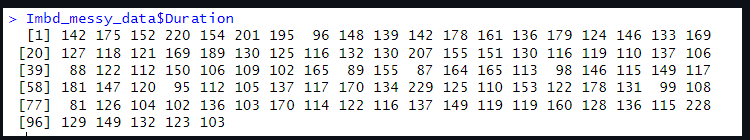 > Imbd_messy_data$Duration
[1] 142 175 152 220 154 201 195 96 148 139 142 178 161 136 179 124 146 133 169
[20] 127 118 121 169 189 130 125 116 132 130 207 155 151 130 116 119 110 137 106
[39] 88 122 112 150 106 109 102 165 89 155 87 164 165 113 98 146 115 149 117
[58] 181 147 120 95 112 105 137 117 170 134 229 125 110 153 122 178 131 99 108
[77] 81 126 104 102 136 103 170 114 122 116 137 149 119 119 160 128 136 115 228
[96] 129 149 132 123 103